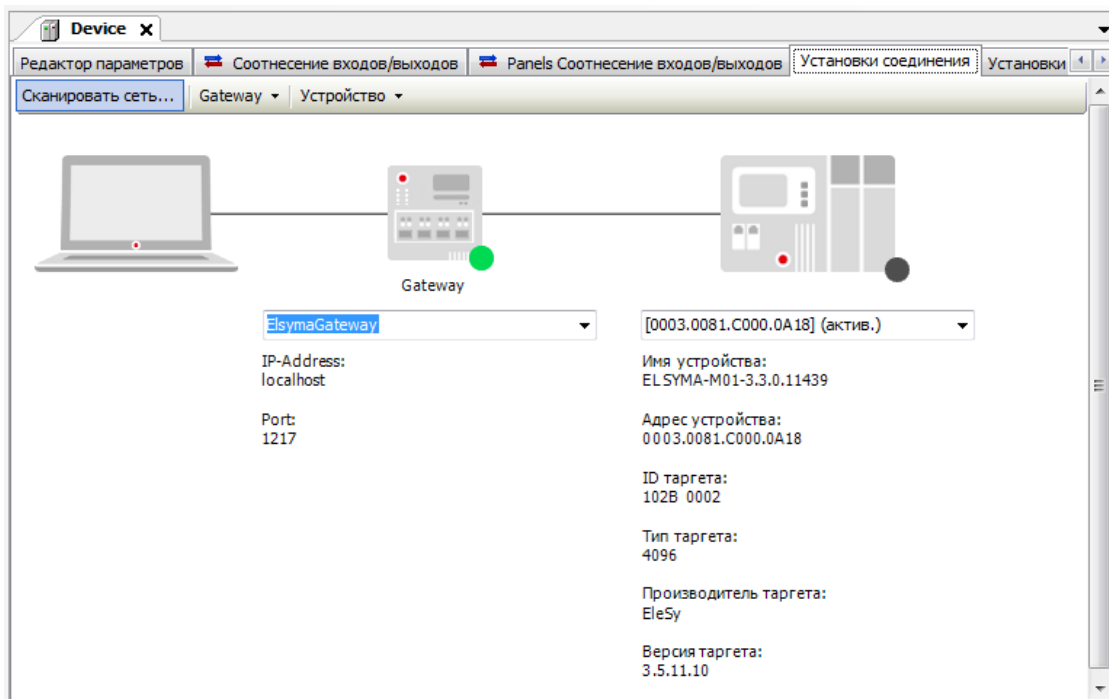 Device
Редактор параметров
Соотнесение входов/выходов
Panels Соотнесение входов/выходов
Установки соединения
Установки
Сканировать сеть...
Gateway
Устройство
Gateway
ElsymaGateway
[0003.0081.C000.0A18] (актив.)
IP-Address:
localhost
Port:
1217
Имя устройства:
ELSYMA-M01-3.3.0.11439
Адрес устройства:
0003.0081.C000.0A18
ID таргета:
102B 0002
Тип таргета:
4096
Производитель таргета:
EleSy
Версия таргета:
3.5.11.10